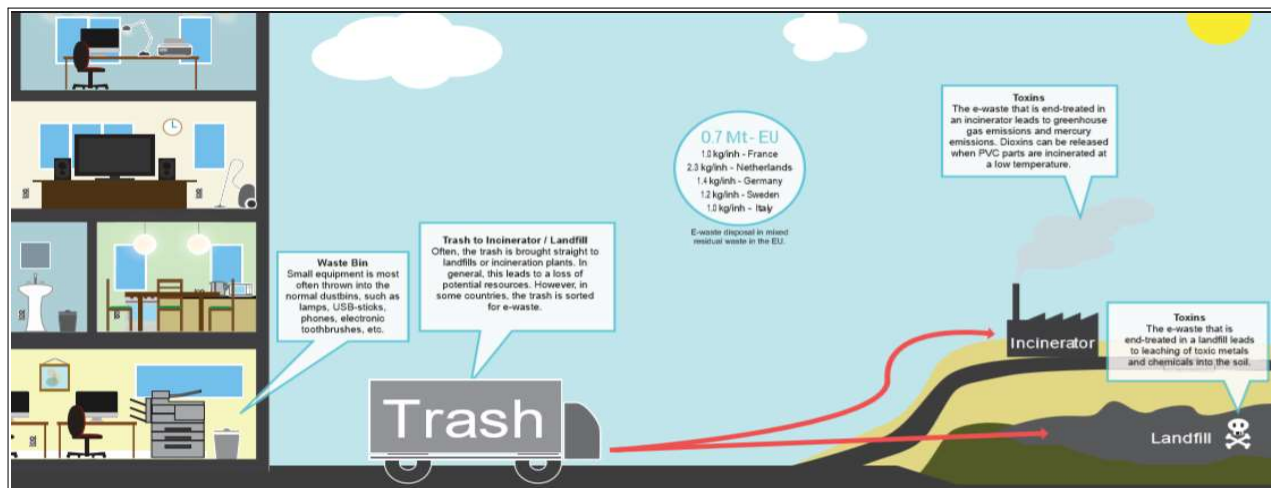 Waste Bin
Small equipment is most
often thrown into the
normal dustbins, such as
lamps, USB-sticks,
phones, electronic
toothbrushes, etc.
Trash to Incinerator / Landfill
Often, the trash is brought straight to
landfills or incineration plants. In
general, this leads to a loss of
potential resources. However, in
some countries, the trash is sorted
for e-waste.
Trash
0.7 Mt- EU
1.0 kg/inh - France
2.3 kg/inh - Netherlands
1.4 kg/inh - Germany
1.2 kg/inh - Sweden
1.0 kg/inh - Italy
E-waste disposal in mixed
residual waste in the EU.
Toxins
The e-waste that is end-treated in
an incinerator leads to greenhouse
gas emissions and mercury
emissions. Dioxins can be released
when PVC parts are incinerated at
a low temperature.
Incinerator
Toxins
The e-waste that is
end-treated in a landfill leads
to leaching of toxic metals
and chemicals into the soil.
Landfill